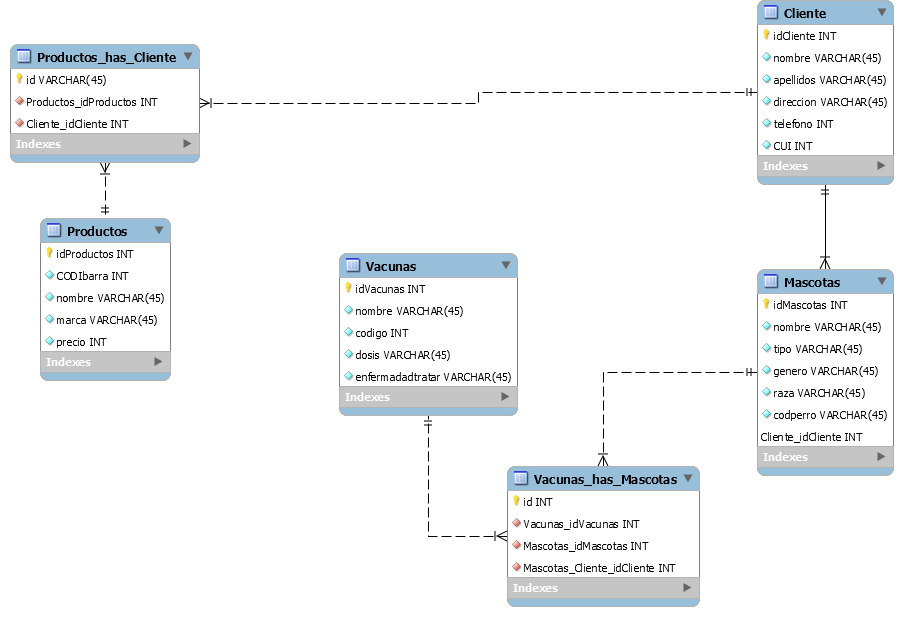 Cliente
idCliente INT
nombre VARCHAR(45)
apellidos VARCHAR(45)
direccion VARCHAR(45)
telefono INT
CUI INT
Indexes
Productos_has_Cliente
id VARCHAR(45)
Productos_idProductos INT
Cliente_idCliente INT
Indexes
Productos
idProductos INT
CODIbarra INT
nombre VARCHAR(45)
marca VARCHAR(45)
precio INT
Indexes
Vacunas
idVacunas INT
nombre VARCHAR(45)
codigo INT
dosis VARCHAR(45)
enfermadadtratar VARCHAR(45)
Indexes
Mascotas
idMascotas INT
nombre VARCHAR(45)
tipo VARCHAR(45)
genero VARCHAR(45)
raza VARCHAR(45)
codperro VARCHAR(45)
Cliente_idCliente INT
Indexes
Vacunas_has_Mascotas
id INT
Vacunas_idVacunas INT
Mascotas_idMascotas INT
Mascotas_Cliente_idCliente INT
Indexes